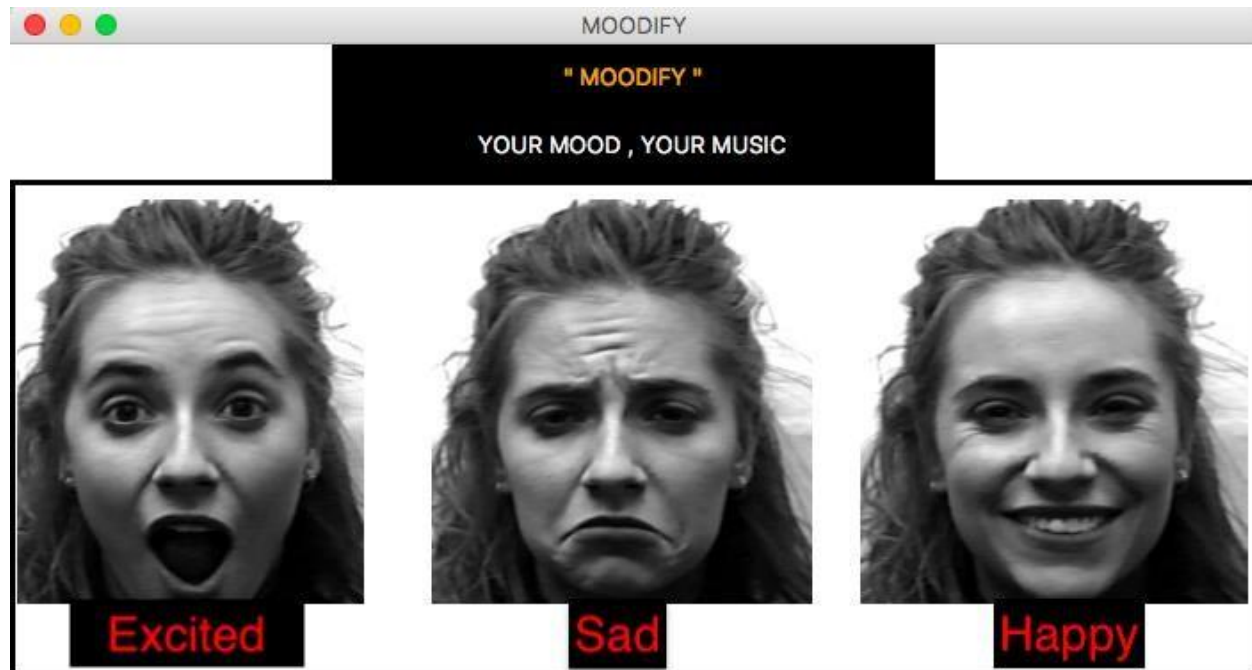 MOODIFY
" MOODIFY "
YOUR MOOD , YOUR MUSIC
Excited
Sad
Happy